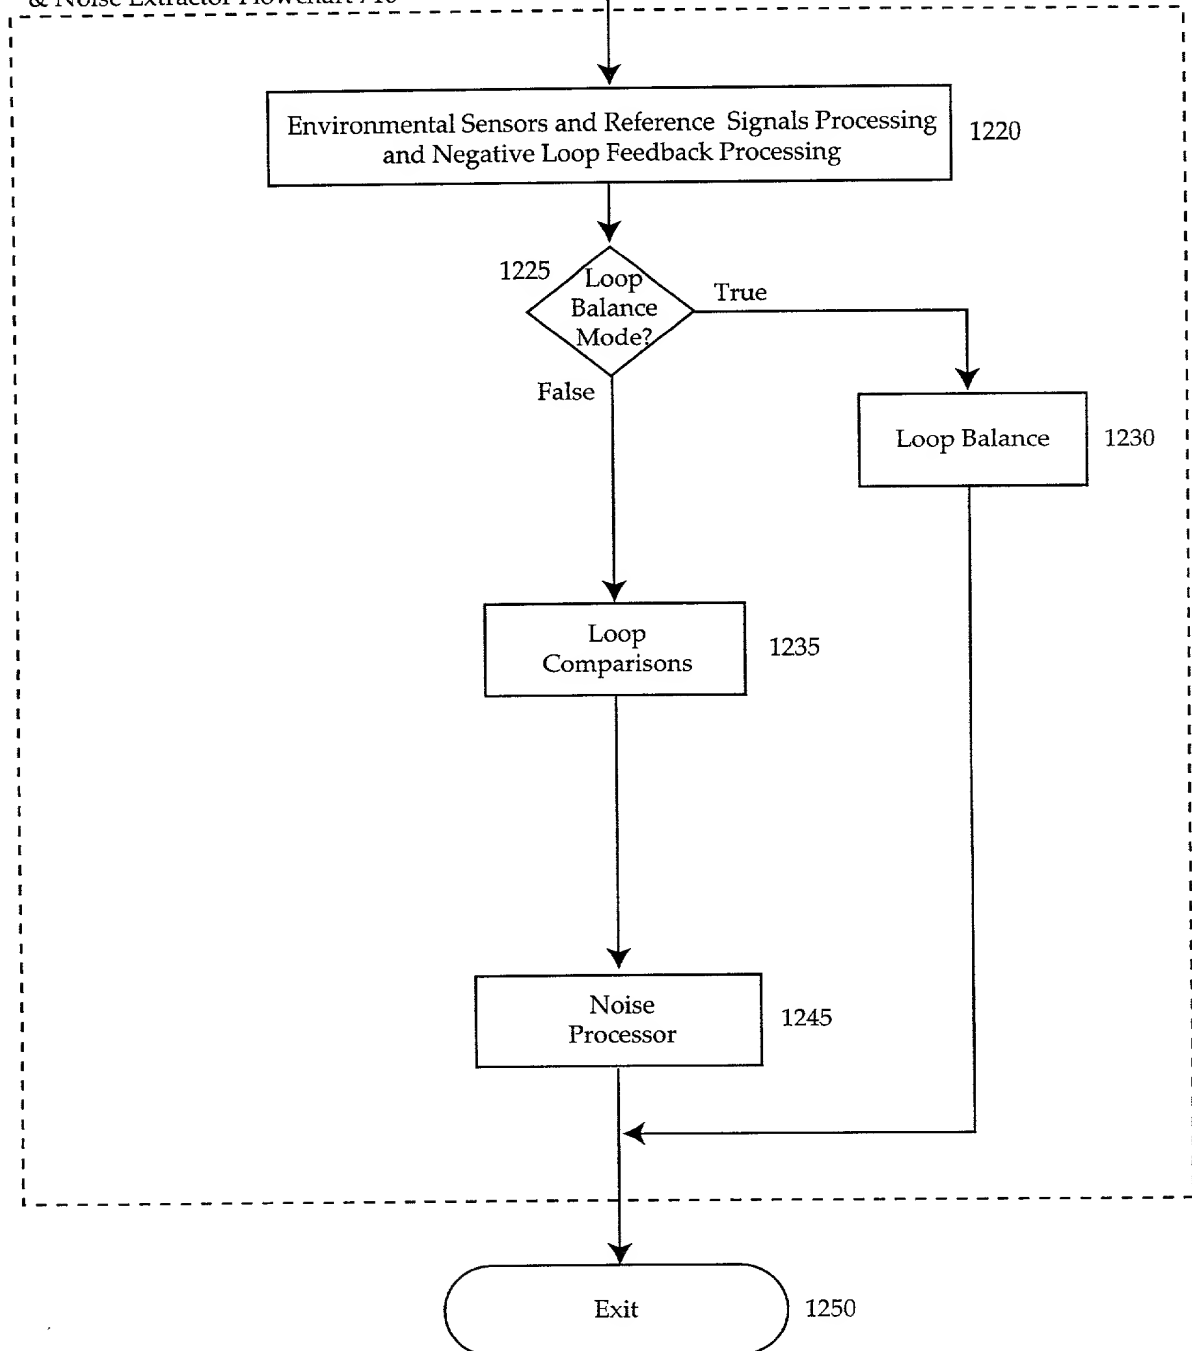 & Noise Extractor Flowchart 710
Environmental Sensors and Reference Signals Processing
and Negative Loop Feedback Processing
1220
1225
Loop
Balance
Mode?
True
False
Loop Balance
1230
Loop
Comparisons
1235
Noise
Processor
1245
Exit
1250